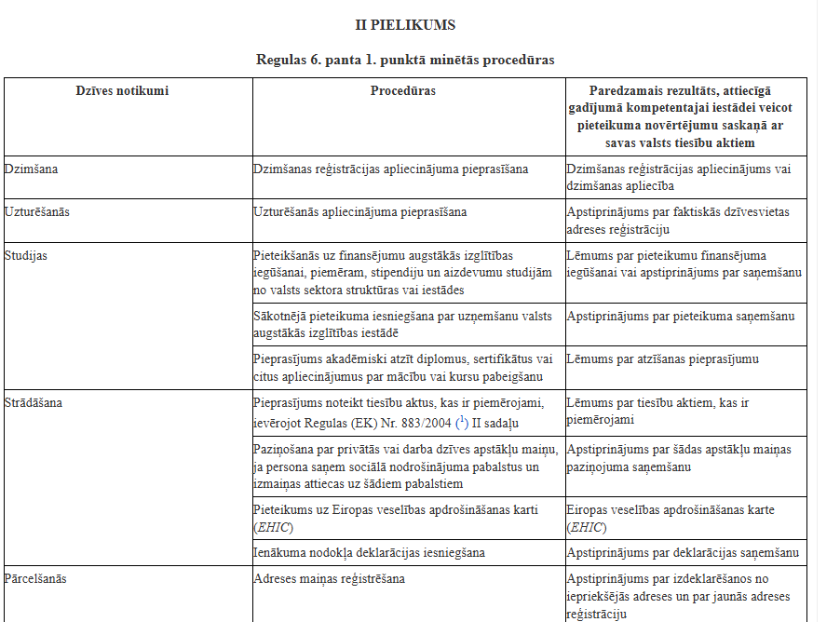 II PIELIKUMS
Regulas 6. panta 1. punktā minētās procedūras
Dzīves notikumi
Procedūras
Paredzamais rezultāts, attiecīgā
gadījumā kompetentajai iestādei veicot
pieteikuma novērtējumu saskaņā ar
savas valsts tiesību aktiem
Dzimšana
Dzimšanas reģistrācijas apliecinājuma pieprasīšana
Dzimšanas reģistrācijas apliecinājums vai
dzimšanas apliecība
Uzturēšanās
Uzturēšanās apliecinājuma pieprasīšana
Apstiprinājums par faktiskās dzīvesvietas
adreses reģistrāciju
Studijas
Pieteikšanās uz finansējumu augstākās izglītības
iegūšanai, piemēram, stipendiju un aizdevumu studijām
no valsts sektora struktūras vai iestādes
Lēmums par pieteikumu finansējuma
iegūšanai vai apstiprinājums par saņemšanu
Sākotnējā pieteikuma iesniegšana par uzņemšanu valsts
augstākās izglītības iestādē
Apstiprinājums par pieteikuma saņemšanu
Pieprasījums akadēmiski atzīt diplomus, sertifikātus vai
citus apliecinājumus par mācību vai kursu pabeigšanu
Lēmums par atzīšanas pieprasījumu
Strādāšana
Pieprasījums noteikt tiesību aktus, kas ir piemērojami,
ievērojot Regulas (EK) Nr. 883/2004 (1) II sadaļu
Lēmums par tiesību aktiem, kas ir
piemērojami
Paziņošana par privātās vai darba dzīves apstākļu maiņu,
ja persona saņem sociālā nodrošinājuma pabalstus un
izmaiņas attiecas uz šādiem pabalstiem
Apstiprinājums par šādas apstākļu maiņas
paziņojuma saņemšanu
Pieteikums uz Eiropas veselības apdrošināšanas karti
(EHIC)
Eiropas veselības apdrošināšanas karte
(EHIC)
Ienākuma nodokļa deklarācijas iesniegšana
Apstiprinājums par deklarācijas saņemšanu
Pārcelšanās
Adreses maiņas reģistrēšana
Apstiprinājums par izdeklarēšanos no
iepriekšējās adreses un par jaunās adreses
reģistrāciju